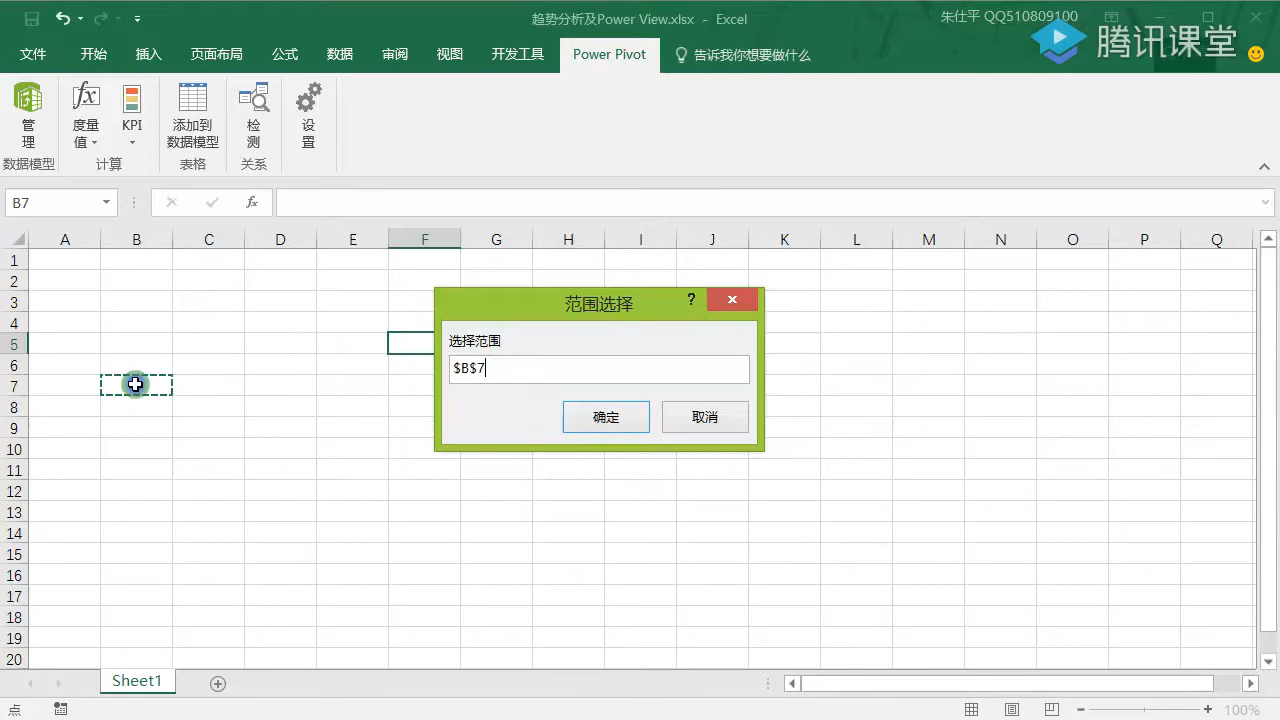 趋势分析及Power View.xlsx - Excel
朱仕平 QQ510809100
腾讯课堂
文件 开始 插入 页面布局 公式 数据 审阅 视图 开发工具 Power Pivot 告诉我你想要做什么
管理
度量值
KPI
添加到数据模型
检测
设置
数据模型 计算 表格 关系
B7
fx
A B C D E F G H I J K L M N O P Q
1
2
3
4
5
6
7
8
9
10
11
12
13
14
15
16
17
18
19
20
范围选择 ?
选择范围
$B$7
确定 取消
Sheet1
点
100%